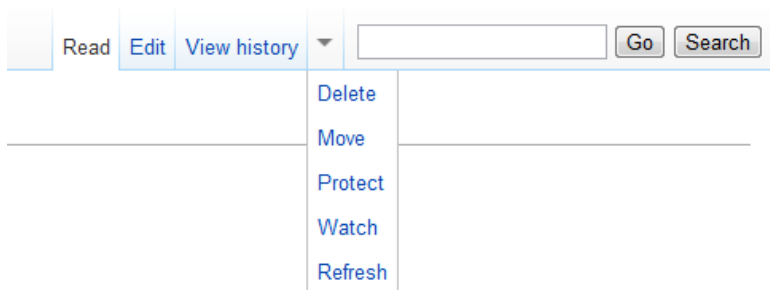 Read Edit View history Go Search
Delete
Move
Protect
Watch
Refresh